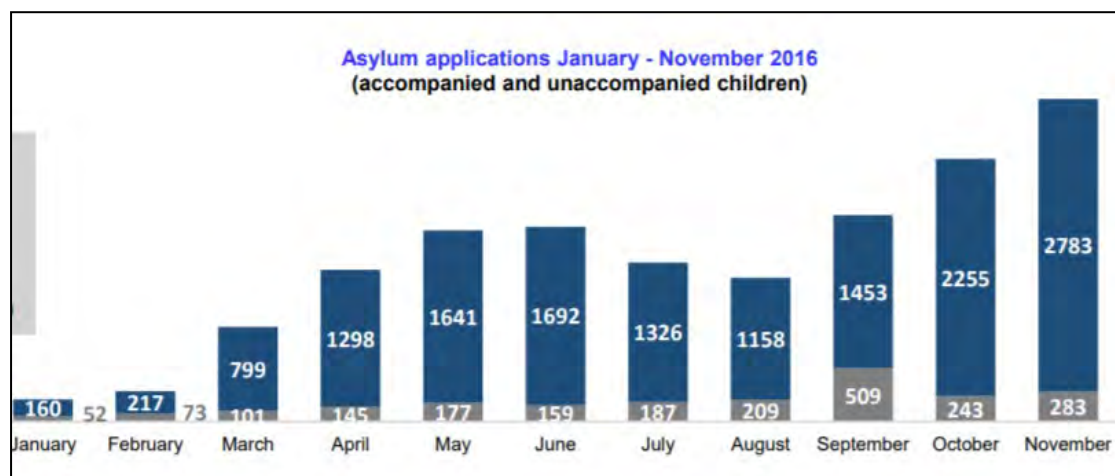 Asylum applications January - November 2016
(accompanied and unaccompanied children)
2783
2255
1453
1641
1692
1298
1326
1158
799
509
160
52
217
73
101
145
177
159
187
209
243
283
January
February
March
April
May
June
July
August
September
October
November